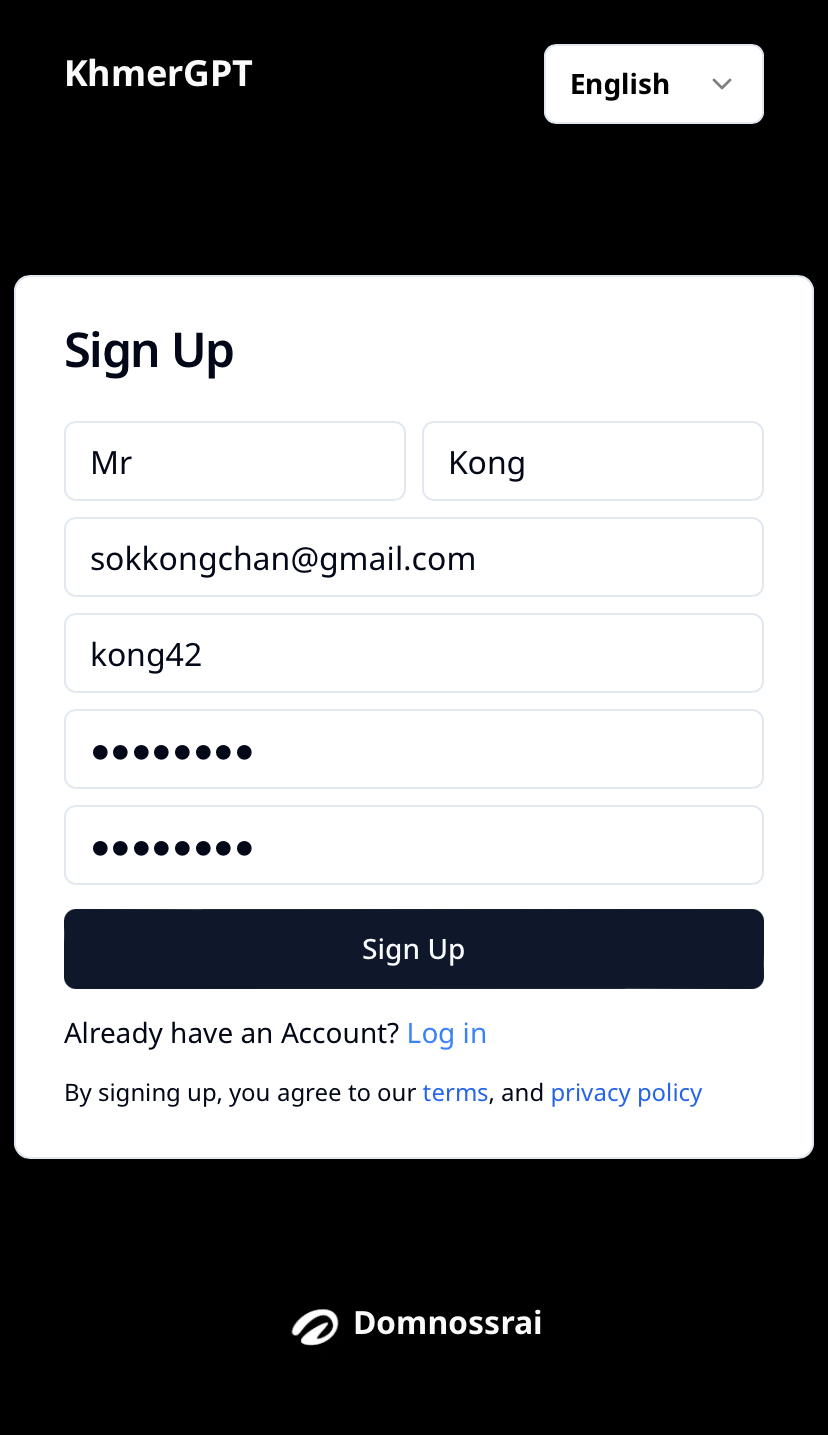 KhmerGPT
English
Sign Up
Mr
Kong
sokkongchan@gmail.com
kong42
●●●●●●●●
●●●●●●●●
Sign Up
Already have an Account? Log in
By signing up, you agree to our terms, and privacy policy
Domnossrai